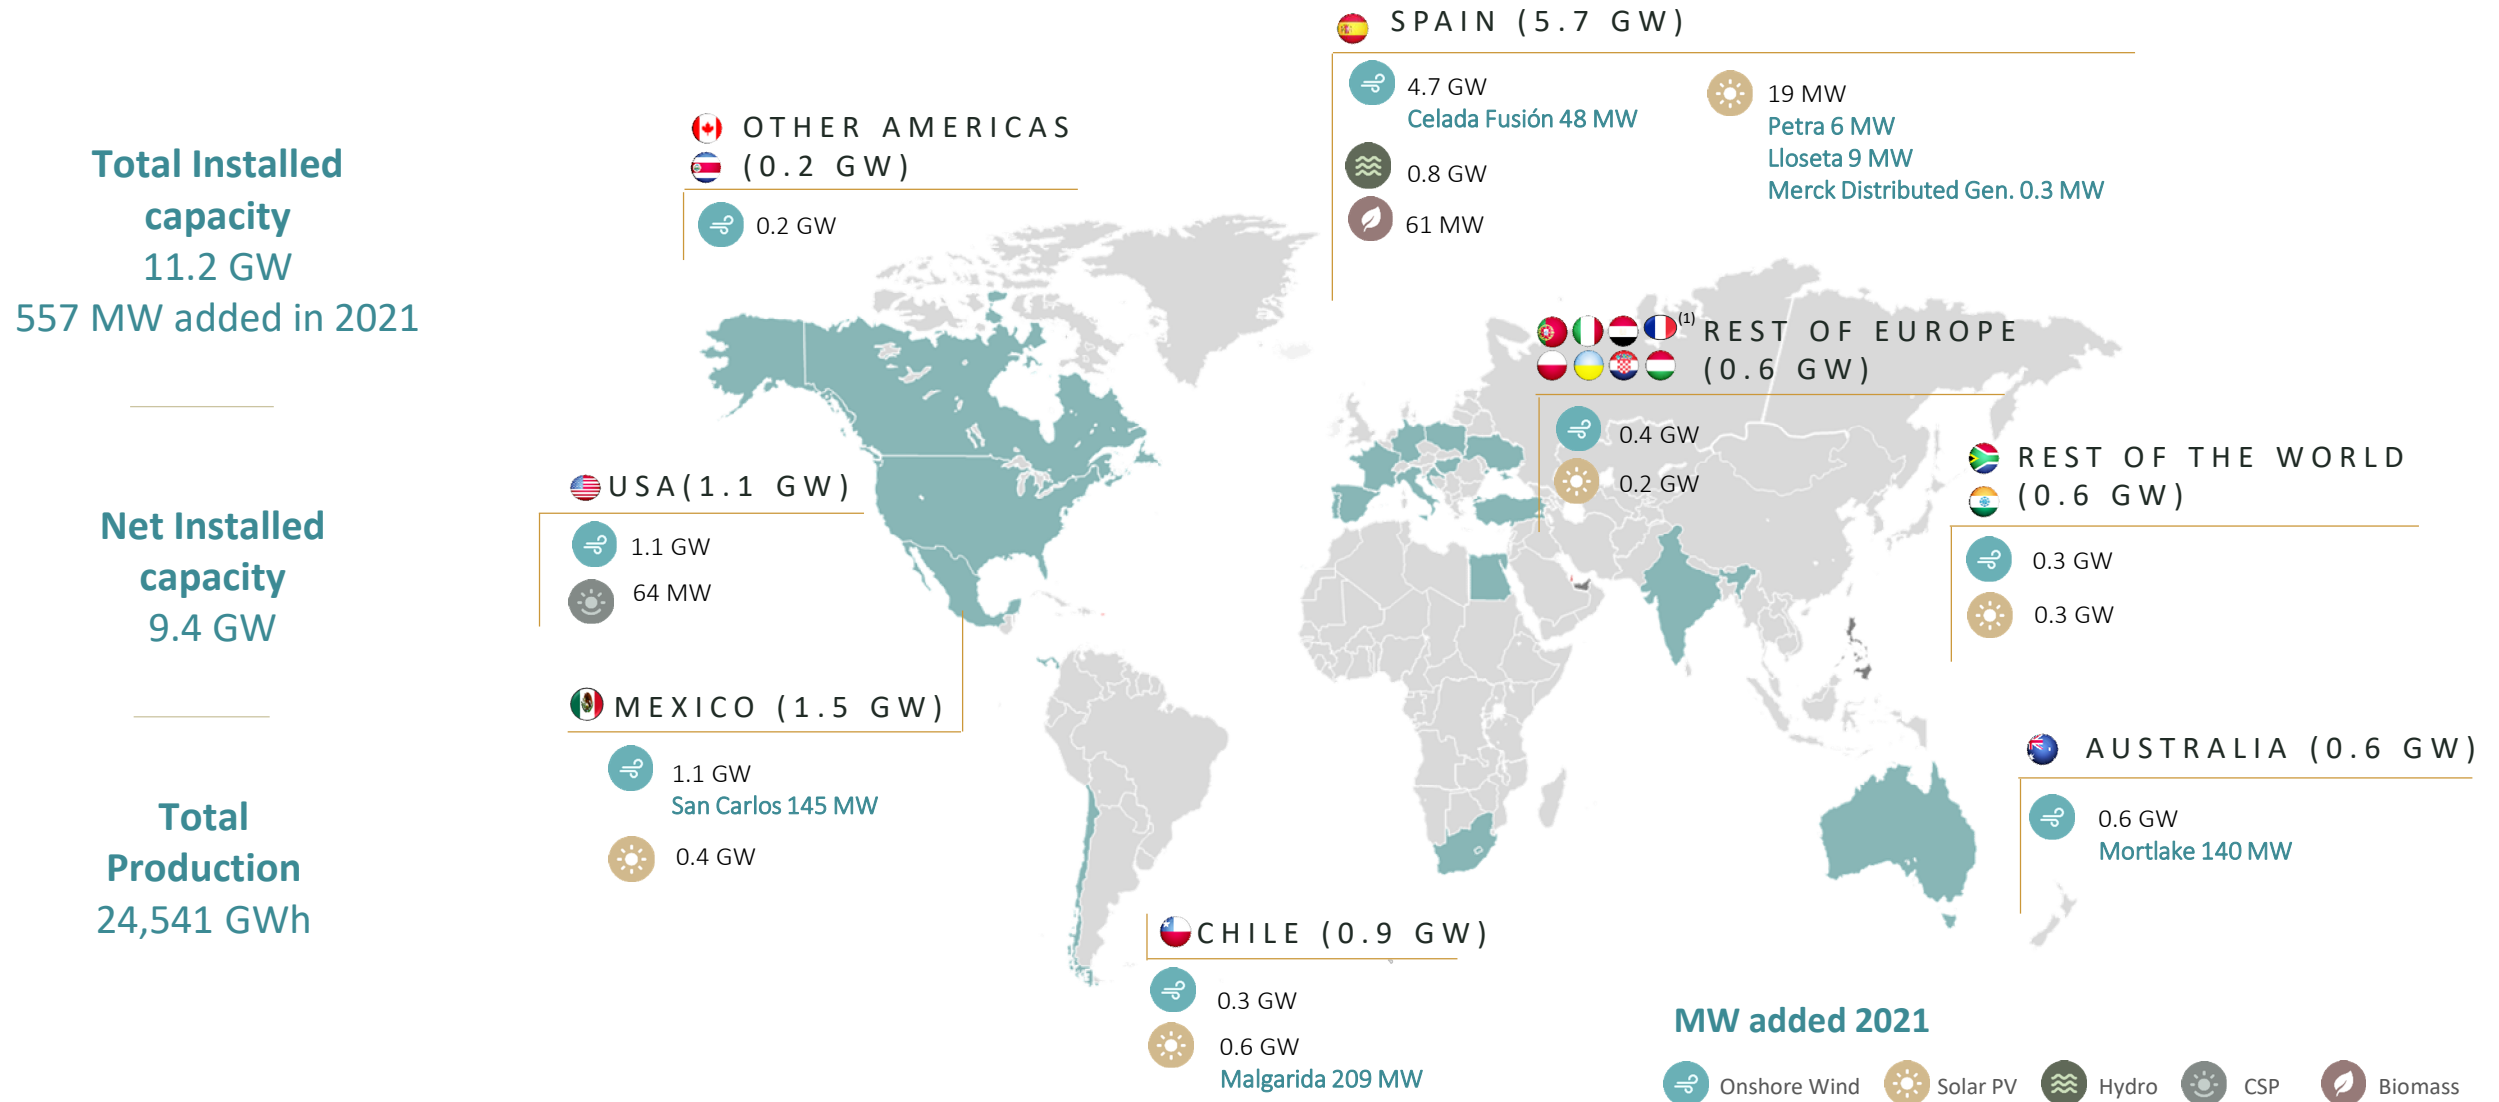 Total Installed
capacity
11.2 GW
557 MW added in 2021
Net Installed
capacity
9.4 GW
Total
Production
24,541 GWh
OTHER AMERICAS
(0.2 GW)
0.2 GW
USA(1.1 GW)
1.1 GW
64 MW
MEXICO (1.5 GW)
1.1 GW
San Carlos 145 MW
0.4 GW
CHILE (0.9 GW)
0.3 GW
0.6 GW
Malgarida 209 MW
SPAIN (5.7 GW)
4.7 GW
Celada Fusión 48 MW
0.8 GW
61 MW
19 MW
Petra 6 MW
Lloseta 9 MW
Merck Distributed Gen. 0.3 MW
(1) REST OF EUROPE
(0.6 GW)
0.4 GW
0.2 GW
REST OF THE WORLD
(0.6 GW)
0.3 GW
0.3 GW
AUSTRALIA (0.6 GW)
0.6 GW
Mortlake 140 MW
MW added 2021
Onshore Wind Solar PV Hydro CSP Biomass